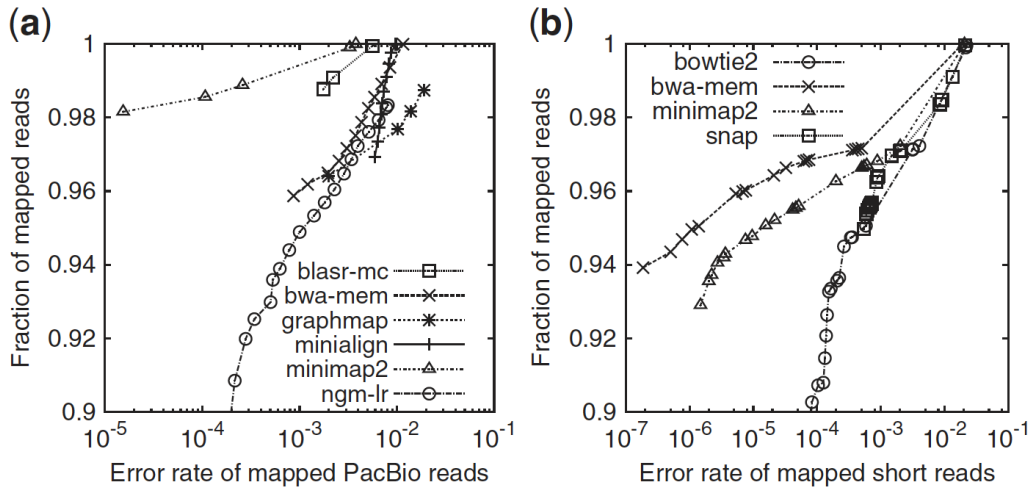 (a)
Fraction of mapped reads
1
0.98
0.96
0.94
0.92
0.9
blasr-mc
bwa-mem
graphmap
minialign
minimap2
ngm-lr
10^-5
10^-4
10^-3
10^-2
10^-1
Error rate of mapped PacBio reads
(b)
Fraction of mapped reads
1
0.98
0.96
0.94
0.92
0.9
bowtie2
bwa-mem
minimap2
snap
10^-7
10^-6
10^-5
10^-4
10^-3
10^-2
10^-1
Error rate of mapped short reads